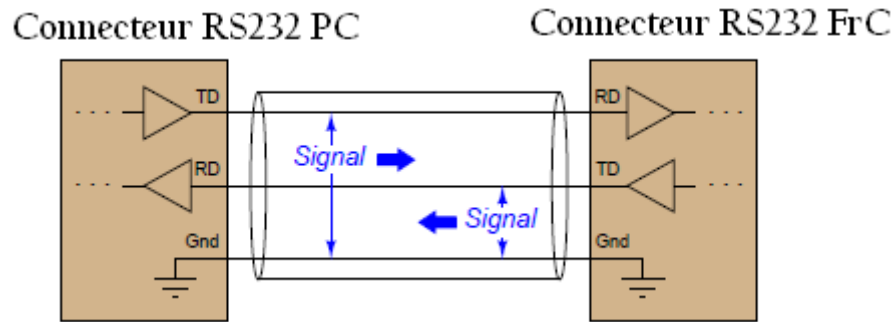 Connecteur RS232 PC
Connecteur RS232 FrC
TD
RD
Signal
RD
TD
Signal
Gnd
Gnd